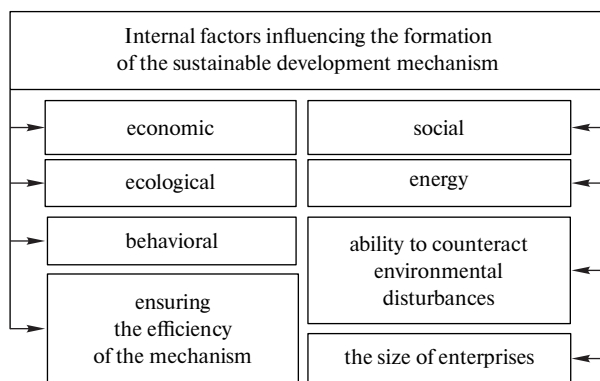 Internal factors influencing the formation
of the sustainable development mechanism
economic
social
ecological
energy
behavioral
ability to counteract
environmental
disturbances
ensuring
the efficiency
of the mechanism
the size of enterprises